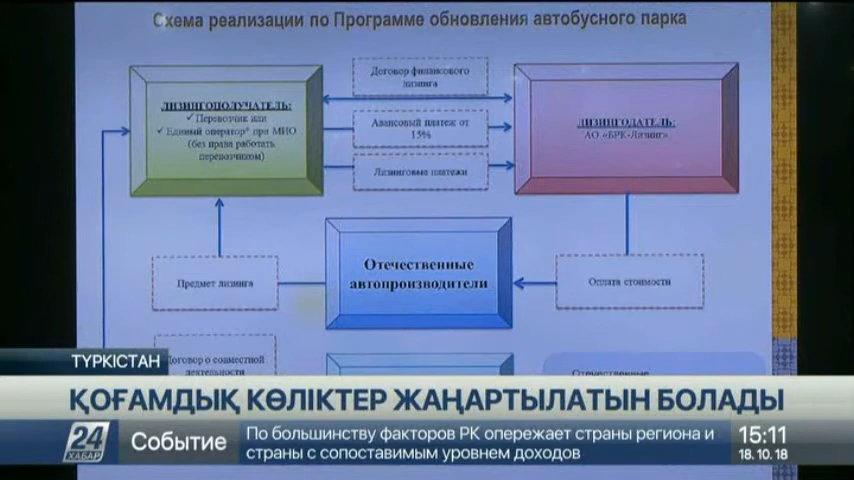 Схема реализации по Программе обновления автобусного парка
ЛИЗИНГОПОЛУЧАТЕЛЬ:
✓ Перевозчик или
✓ Единый оператор* при МИО
(без права работать
перевозчиком)
Договор финансового
лизинга
Авансовый платеж от
15%
Лизинговые платежи
ЛИЗИНГОДАТЕЛЬ:
АО «БРК-Лизинг»
Предмет лизинга
Отечественные
автопроизводители
Оплата стоимости
Договор о совместной
деятельности
Отечественные
ТҮРКІСТАН
ҚОҒАМДЫҚ КӨЛІКТЕР ЖАҢАРТЫЛАТЫН БОЛАДЫ
24
ХАБАР
Событие
По большинству факторов РК опережает страны региона и
страны с сопоставимым уровнем доходов
15:11
18.10.18